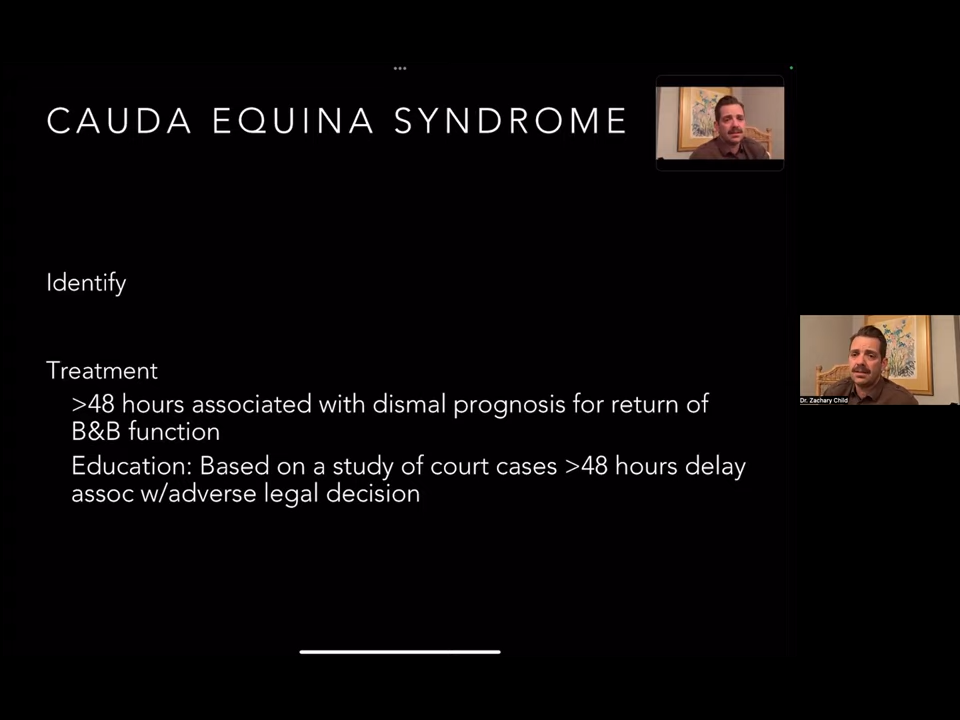 CAUDA EQUINA SYNDROME
Identify
Treatment
>48 hours associated with dismal prognosis for return of
B&B function
Education: Based on a study of court cases >48 hours delay
assoc w/adverse legal decision
Dr. Zachary Child